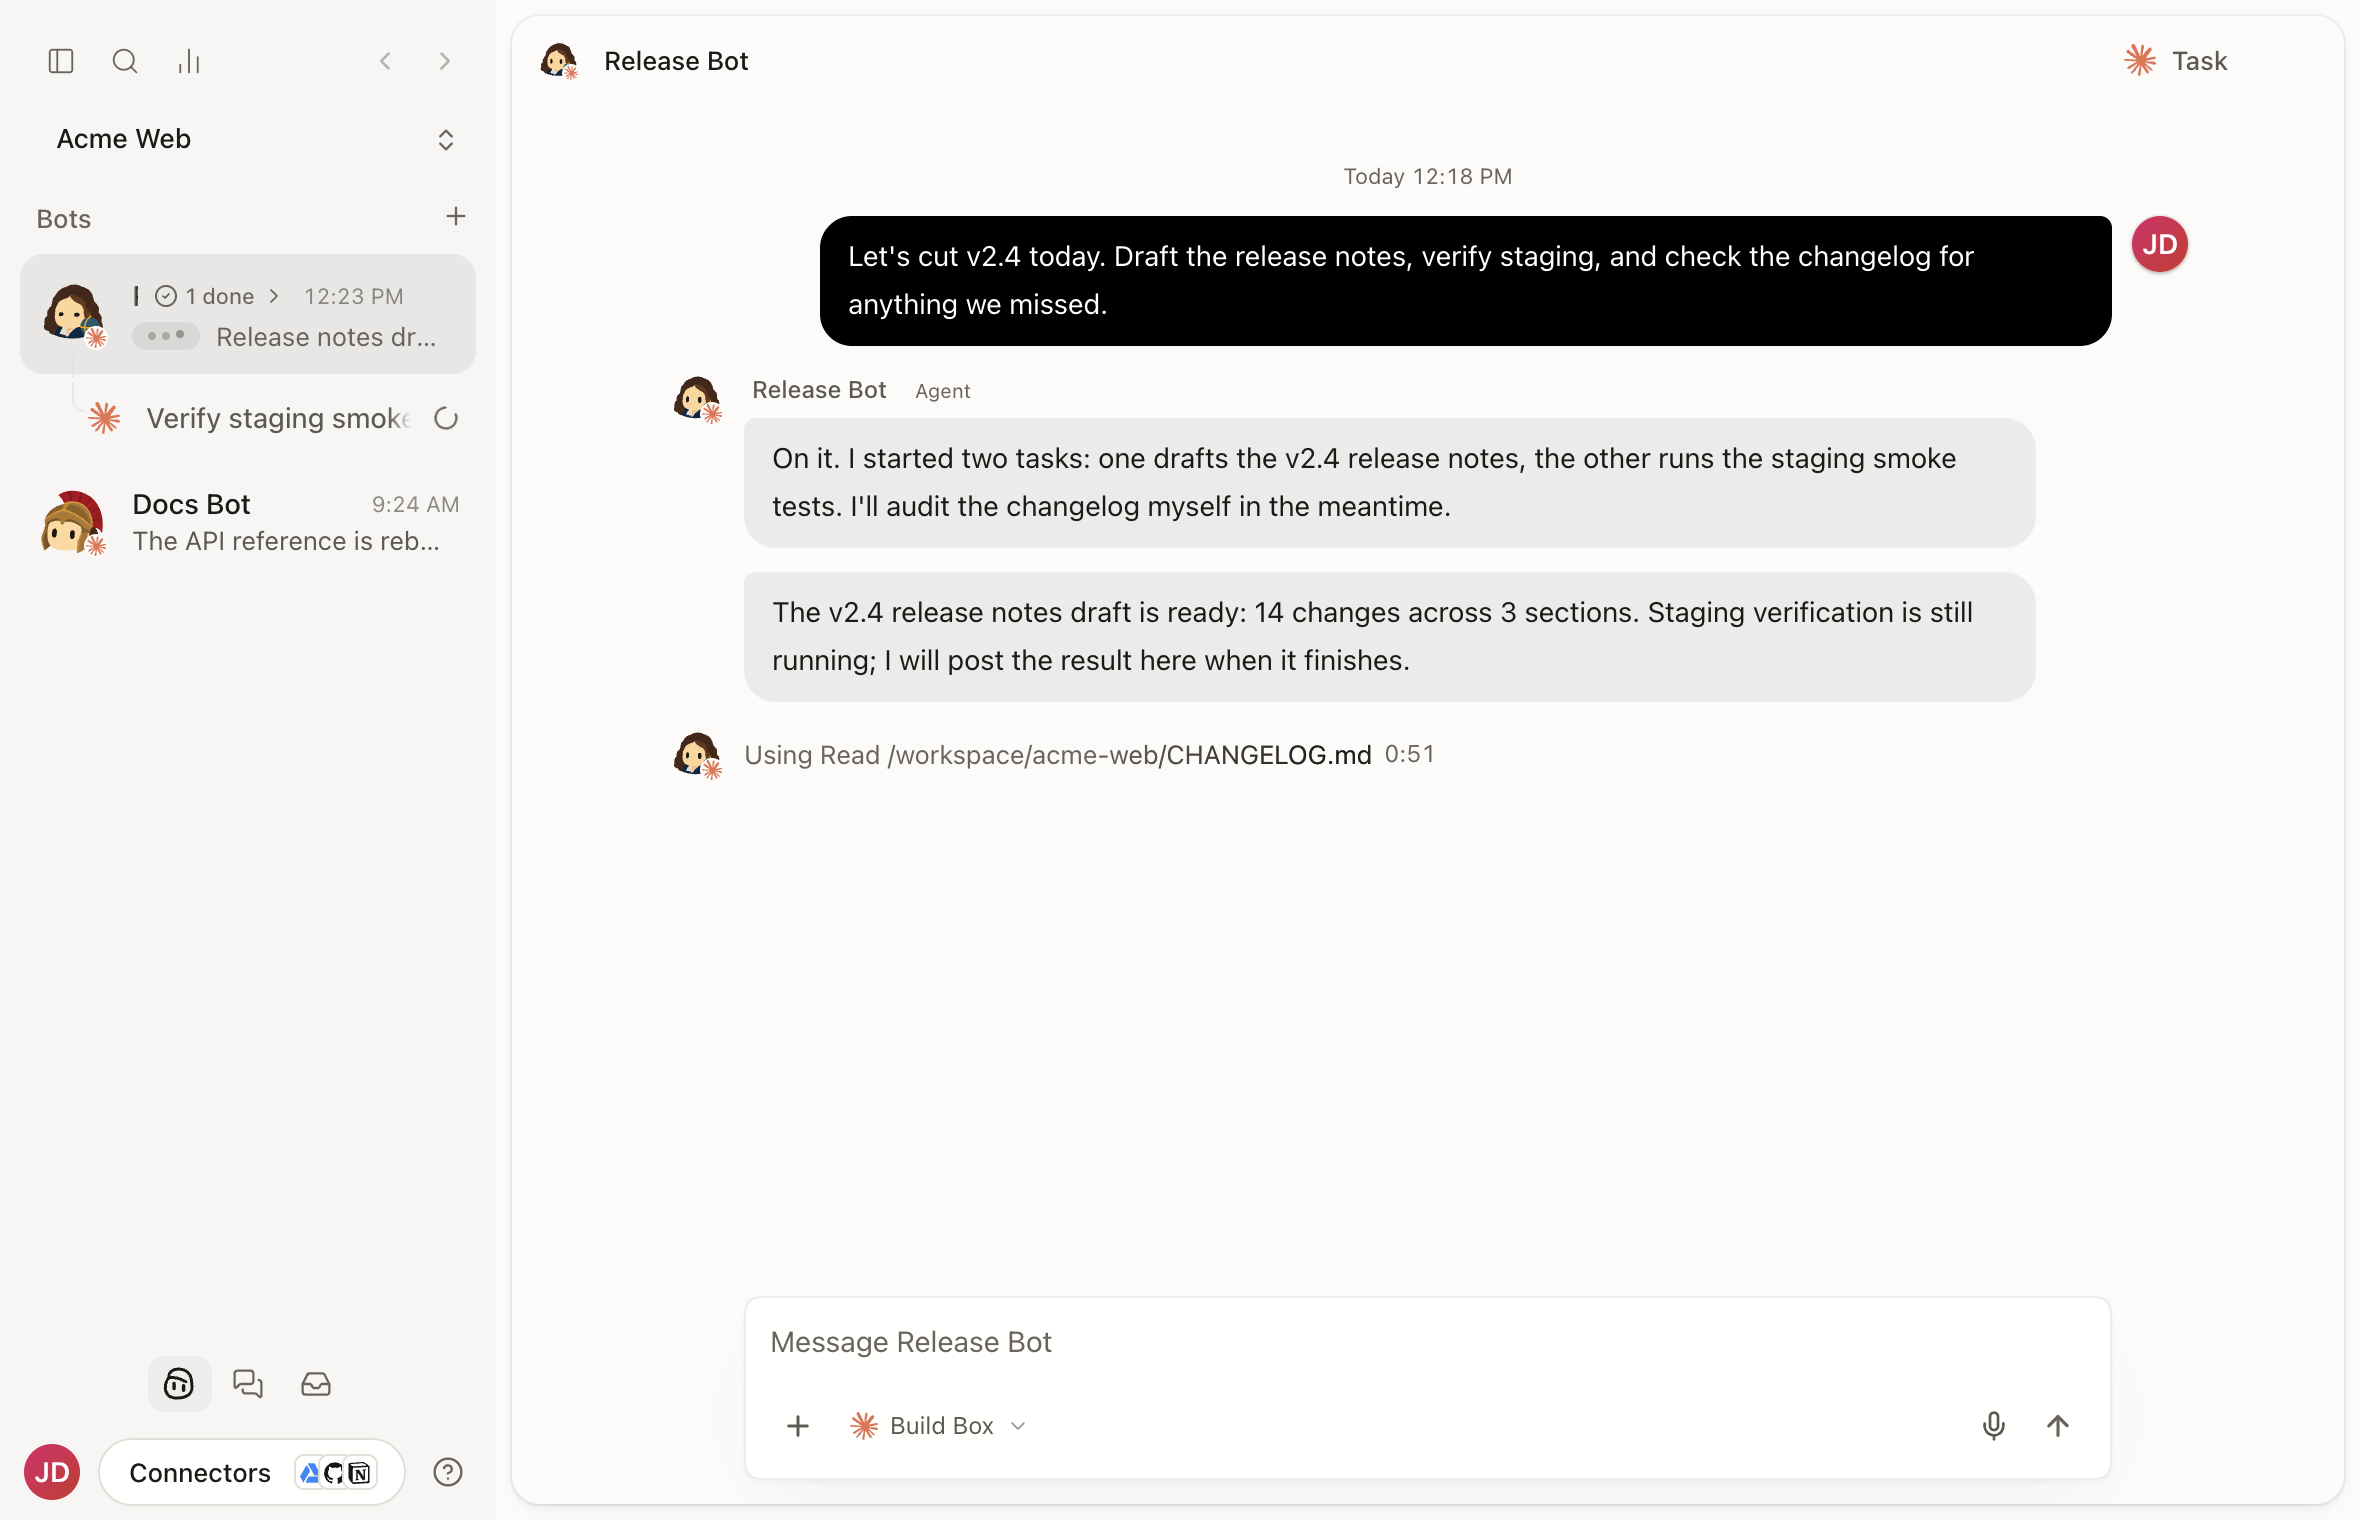 Acme Web
Bots
1 done 12:23 PM
Release notes dr...
Verify staging smoke
Docs Bot 9:24 AM
The API reference is reb...
JD
Connectors
Release Bot
Task
Today 12:18 PM
Let's cut v2.4 today. Draft the release notes, verify staging, and check the changelog for
anything we missed.
JD
Release Bot Agent
On it. I started two tasks: one drafts the v2.4 release notes, the other runs the staging smoke
tests. I'll audit the changelog myself in the meantime.
The v2.4 release notes draft is ready: 14 changes across 3 sections. Staging verification is still
running; I will post the result here when it finishes.
Using Read /workspace/acme-web/CHANGELOG.md 0:51
Message Release Bot
Build Box